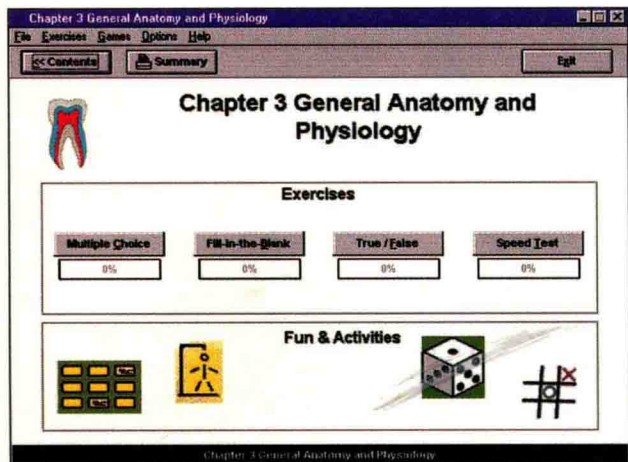 Chapter 3 General Anatomy and Physiology
File Exercises Games Options Help
<< Contents Summary Exit
Chapter 3 General Anatomy and
Physiology
Exercises
Multiple Choice Fill-in-the-Blank True / False Speed Test
0% 0% 0% 0%
Fun & Activities
Chapter 3 General Anatomy and Physiology